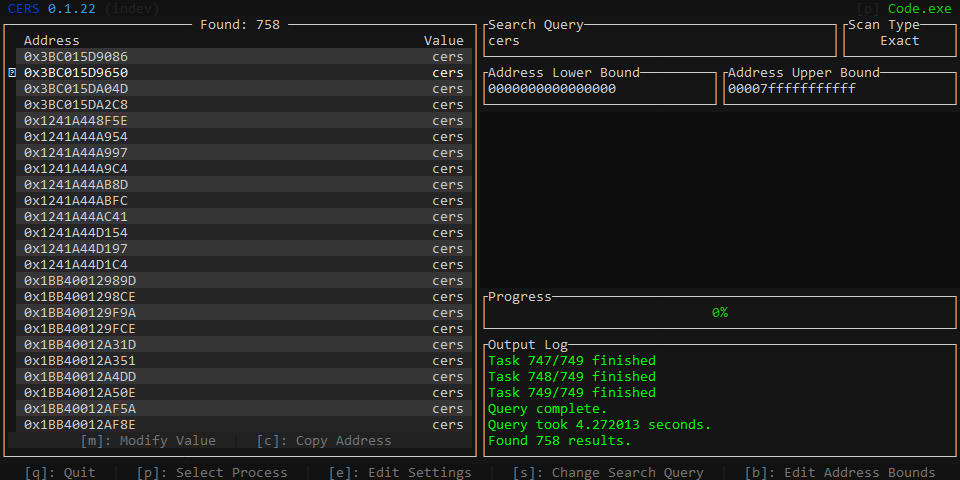 CERS 0.1.22 (indev) [p] Code.exe
Found: 758
Address Value
0x3BC015D9086 cers
0x3BC015D9650 cers
0x3BC015DA04D cers
0x3BC015DA2C8 cers
0x1241A448F5E cers
0x1241A44A954 cers
0x1241A44A997 cers
0x1241A44A9C4 cers
0x1241A44AB8D cers
0x1241A44ABFC cers
0x1241A44AC41 cers
0x1241A44D154 cers
0x1241A44D197 cers
0x1241A44D1C4 cers
0x1BB40012989D cers
0x1BB4001298CE cers
0x1BB400129F9A cers
0x1BB400129FCE cers
0x1BB40012A31D cers
0x1BB40012A351 cers
0x1BB40012A4DD cers
0x1BB40012A50E cers
0x1BB40012AF5A cers
0x1BB40012AF8E cers
[m]: Modify Value | [c]: Copy Address
Search Query
cers
Scan Type
Exact
Address Lower Bound
0000000000000000
Address Upper Bound
00007fffffffffff
Progress
0%
Output Log
Task 747/749 finished
Task 748/749 finished
Task 749/749 finished
Query complete.
Query took 4.272013 seconds.
Found 758 results.
[q]: Quit | [p]: Select Process | [e]: Edit Settings | [s]: Change Search Query | [b]: Edit Address Bounds